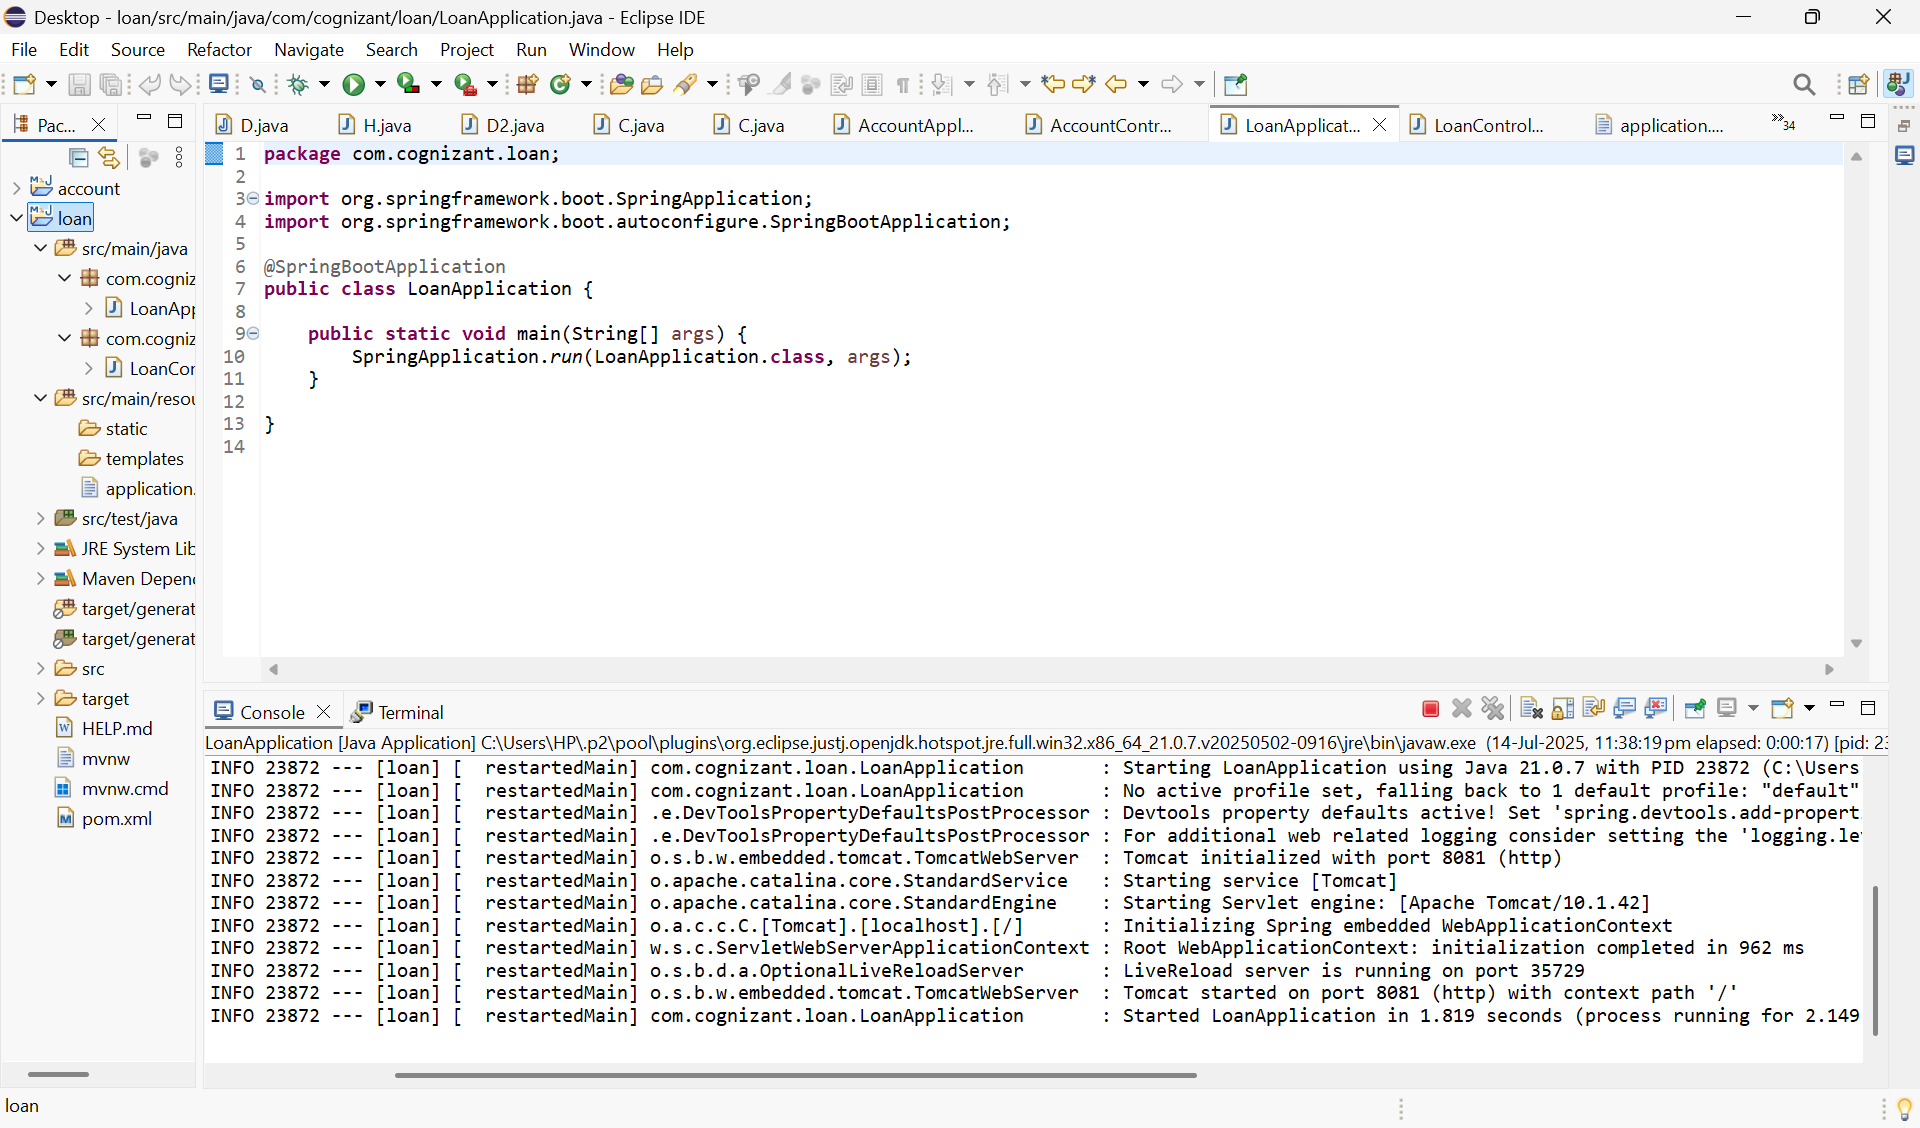 Desktop - loan/src/main/java/com/cognizant/loan/LoanApplication.java - Eclipse IDE
File Edit Source Refactor Navigate Search Project Run Window Help
Pac...
D.java H.java D2.java C.java C.java AccountAppl... AccountContr... LoanApplicat... LoanControl... application.... »34
account
loan
src/main/java
com.cogniz
LoanApp
com.cogniz
LoanCor
src/main/resou
static
templates
application.
src/test/java
JRE System Lib
Maven Depen
target/generat
target/generat
src
target
HELP.md
mvnw
mvnw.cmd
pom.xml
1 package com.cognizant.loan;
2
3 import org.springframework.boot.SpringApplication;
4 import org.springframework.boot.autoconfigure.SpringBootApplication;
5
6 @SpringBootApplication
7 public class LoanApplication {
8
9     public static void main(String[] args) {
10         SpringApplication.run(LoanApplication.class, args);
11     }
12
13 }
14
Console Terminal
LoanApplication [Java Application] C:\Users\HP\.p2\pool\plugins\org.eclipse.justj.openjdk.hotspot.jre.full.win32.x86_64_21.0.7.v20250502-0916\jre\bin\javaw.exe (14-Jul-2025, 11:38:19 pm elapsed: 0:00:17) [pid: 23
INFO 23872 --- [loan] [  restartedMain] com.cognizant.loan.LoanApplication       : Starting LoanApplication using Java 21.0.7 with PID 23872 (C:\Users
INFO 23872 --- [loan] [  restartedMain] com.cognizant.loan.LoanApplication       : No active profile set, falling back to 1 default profile: "default"
INFO 23872 --- [loan] [  restartedMain] .e.DevToolsPropertyDefaultsPostProcessor : Devtools property defaults active! Set 'spring.devtools.add-propert
INFO 23872 --- [loan] [  restartedMain] .e.DevToolsPropertyDefaultsPostProcessor : For additional web related logging consider setting the 'logging.le
INFO 23872 --- [loan] [  restartedMain] o.s.b.w.embedded.tomcat.TomcatWebServer  : Tomcat initialized with port 8081 (http)
INFO 23872 --- [loan] [  restartedMain] o.apache.catalina.core.StandardService   : Starting service [Tomcat]
INFO 23872 --- [loan] [  restartedMain] o.apache.catalina.core.StandardEngine    : Starting Servlet engine: [Apache Tomcat/10.1.42]
INFO 23872 --- [loan] [  restartedMain] o.a.c.c.C.[Tomcat].[localhost].[/]       : Initializing Spring embedded WebApplicationContext
INFO 23872 --- [loan] [  restartedMain] w.s.c.ServletWebServerApplicationContext : Root WebApplicationContext: initialization completed in 962 ms
INFO 23872 --- [loan] [  restartedMain] o.s.b.d.a.OptionalLiveReloadServer       : LiveReload server is running on port 35729
INFO 23872 --- [loan] [  restartedMain] o.s.b.w.embedded.tomcat.TomcatWebServer  : Tomcat started on port 8081 (http) with context path '/'
INFO 23872 --- [loan] [  restartedMain] com.cognizant.loan.LoanApplication       : Started LoanApplication in 1.819 seconds (process running for 2.149
loan